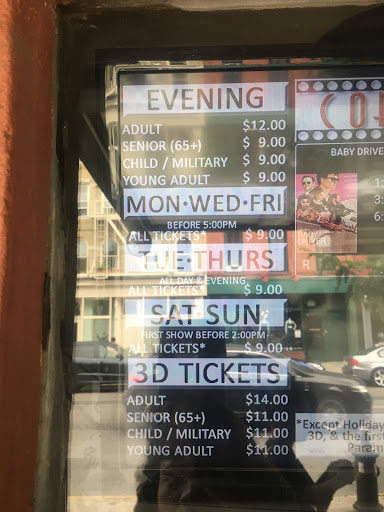 EVENING
ADULT $12.00
SENIOR (65+) $ 9.00
CHILD / MILITARY $ 9.00
YOUNG ADULT $ 9.00
MON•WED•FRI
BEFORE 5:00PM
ALL TICKETS* $ 9.00
TUE•THURS
ALL DAY & EVENING
ALL TICKETS* $ 9.00
SAT SUN
FIRST SHOW BEFORE 2:00PM
ALL TICKETS* $ 9.00
3D TICKETS
ADULT $14.00
SENIOR (65+) $11.00
CHILD / MILITARY $11.00
YOUNG ADULT $11.00
BABY DRIVE
R
*Except Holiday
3D, & the first
Param